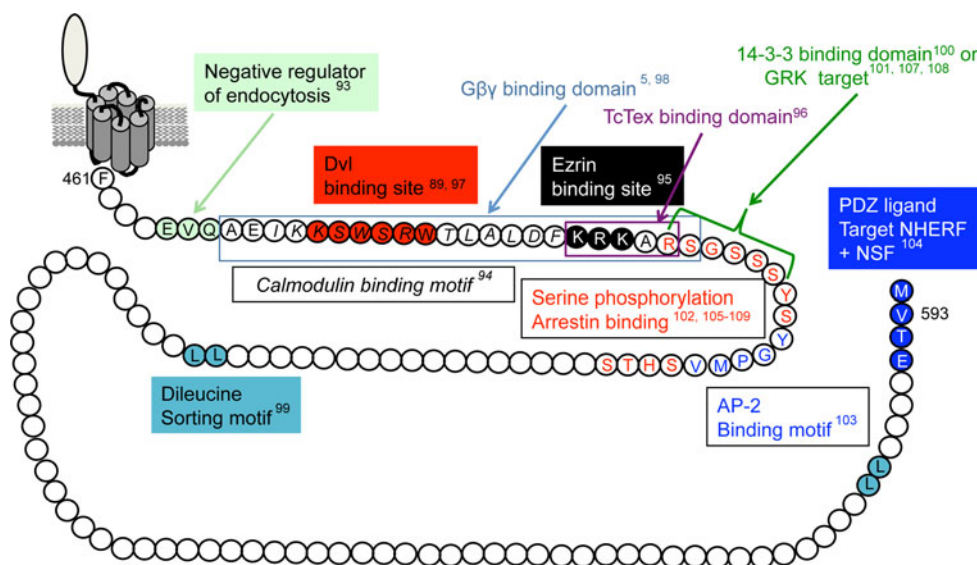 14-3-3 binding domain100 or
GRK target101, 107, 108
Negative regulator
of endocytosis 93
Gβγ binding domain 5, 98
TcTex binding domain96
Dvl
binding site 89, 97
Ezrin
binding site 95
PDZ ligand
Target NHERF
+ NSF 104
461 F
E V Q A E I K K S W S R W T L A L D F K R K A R S G S S S Y S Y G P M V S H T S
Calmodulin binding motif 94
Serine phosphorylation
Arrestin binding 102, 105-109
M
V 593
T
E
L L
Dileucine
Sorting motif 99
AP-2
Binding motif 103
L
L